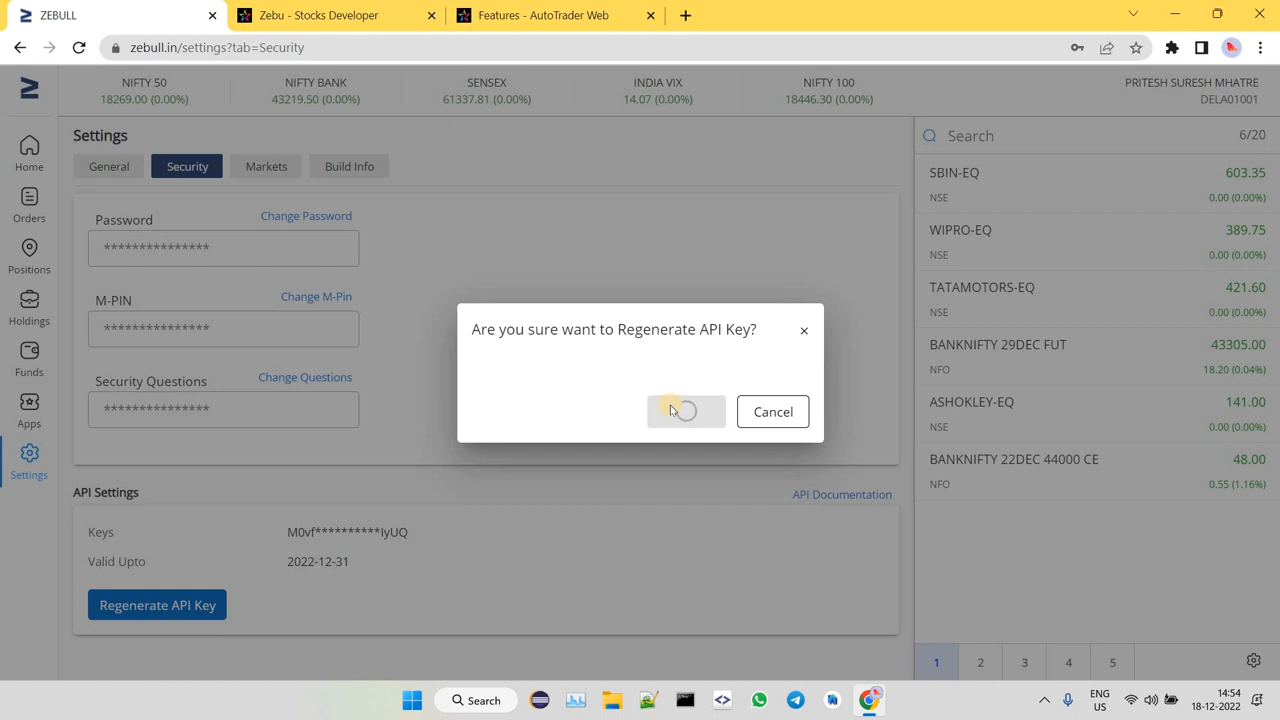 ZEBULL
Zebu - Stocks Developer
Features - AutoTrader Web
zebull.in/settings?tab=Security
NIFTY 50
18269.00 (0.00%)
NIFTY BANK
43219.50 (0.00%)
SENSEX
61337.81 (0.00%)
INDIA VIX
14.07 (0.00%)
NIFTY 100
18446.30 (0.00%)
PRITESH SURESH MHATRE
DELA01001
Home
Orders
Positions
Holdings
Funds
Apps
Settings
Settings
General
Security
Markets
Build Info
Password
Change Password
***************
M-PIN
Change M-Pin
***************
Security Questions
Change Questions
***************
Are you sure want to Regenerate API Key?
×
Cancel
API Settings
API Documentation
Keys
M0vf**********IyUQ
Valid Upto
2022-12-31
Regenerate API Key
Search
6/20
SBIN-EQ
603.35
NSE
0.00 (0.00%)
WIPRO-EQ
389.75
NSE
0.00 (0.00%)
TATAMOTORS-EQ
421.60
NSE
0.00 (0.00%)
BANKNIFTY 29DEC FUT
43305.00
NFO
18.20 (0.04%)
ASHOKLEY-EQ
141.00
NSE
0.00 (0.00%)
BANKNIFTY 22DEC 44000 CE
48.00
NFO
0.55 (1.16%)
1
2
3
4
5
Search
ENG
US
14:54
18-12-2022